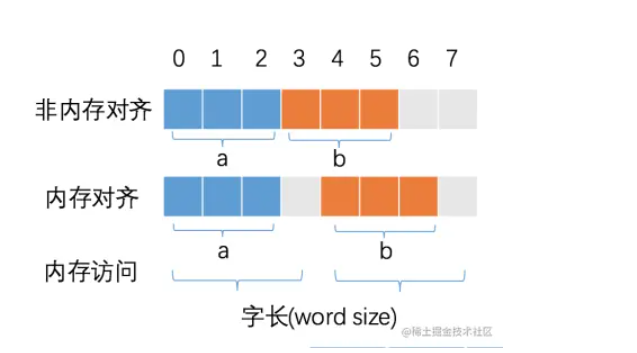 0 1 2 3 4 5 6 7
非内存对齐
a b
内存对齐
a b
内存访问
字长(word size)
@稀土掘金技术社区